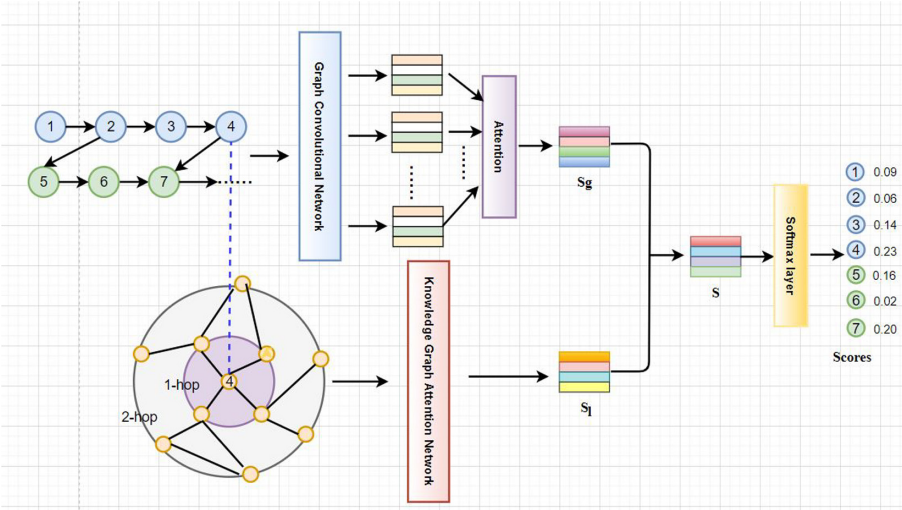 1
2
3
4
5
6
7
Graph Convolutional Network
Attention
Sg
4
1-hop
2-hop
Knowledge Graph Attention Network
Sl
S
Softmax layer
1 0.09
2 0.06
3 0.14
4 0.23
5 0.16
6 0.02
7 0.20
Scores